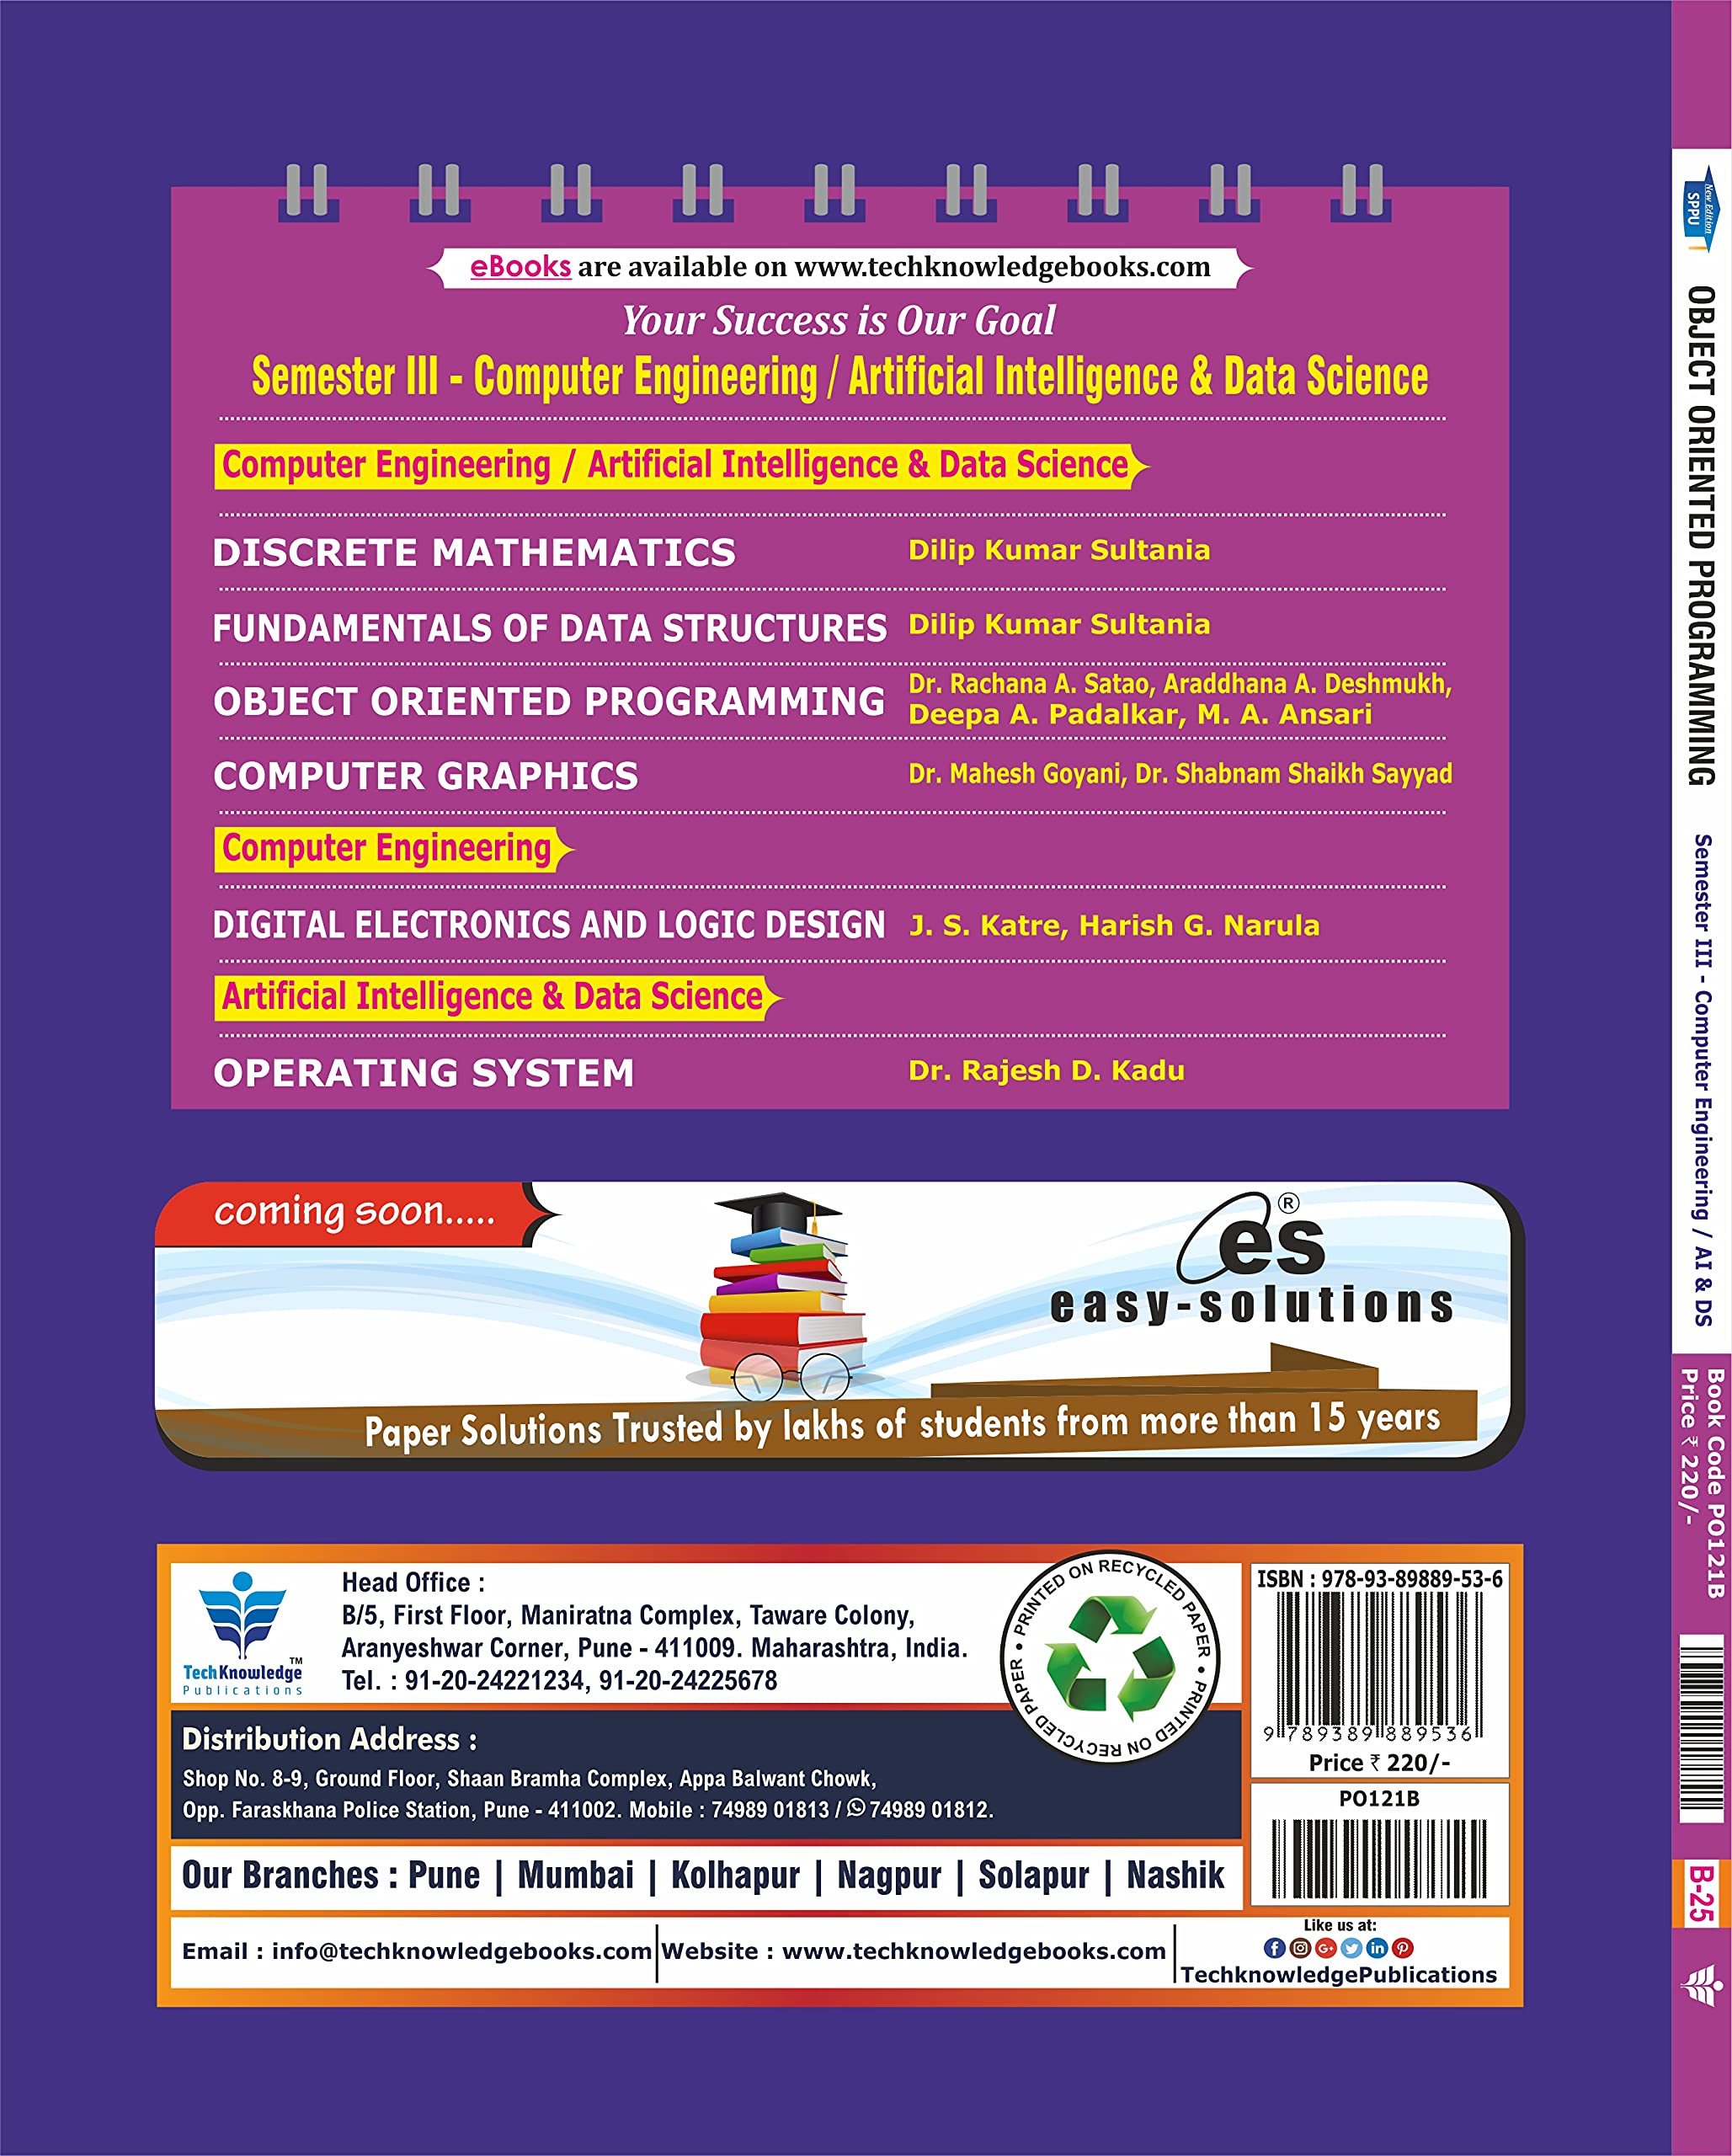 eBooks are available on www.techknowledgebooks.com
Your Success is Our Goal
Semester III - Computer Engineering / Artificial Intelligence & Data Science
Computer Engineering / Artificial Intelligence & Data Science
DISCRETE MATHEMATICS Dilip Kumar Sultania
FUNDAMENTALS OF DATA STRUCTURES Dilip Kumar Sultania
OBJECT ORIENTED PROGRAMMING Dr. Rachana A. Satao, Araddhana A. Deshmukh,
Deepa A. Padalkar, M. A. Ansari
COMPUTER GRAPHICS Dr. Mahesh Goyani, Dr. Shabnam Shaikh Sayyad
Computer Engineering
DIGITAL ELECTRONICS AND LOGIC DESIGN J. S. Katre, Harish G. Narula
Artificial Intelligence & Data Science
OPERATING SYSTEM Dr. Rajesh D. Kadu
coming soon.....
es®
easy-solutions
Paper Solutions Trusted by lakhs of students from more than 15 years
TechKnowledge™
Publications
Head Office :
B/5, First Floor, Maniratna Complex, Taware Colony,
Aranyeshwar Corner, Pune - 411009. Maharashtra, India.
Tel. : 91-20-24221234, 91-20-24225678
PRINTED ON RECYCLED PAPER • PRINTED ON RECYCLED PAPER •
Distribution Address :
Shop No. 8-9, Ground Floor, Shaan Bramha Complex, Appa Balwant Chowk,
Opp. Faraskhana Police Station, Pune - 411002. Mobile : 74989 01813 / 74989 01812.
Our Branches : Pune | Mumbai | Kolhapur | Nagpur | Solapur | Nashik
Email : info@techknowledgebooks.com Website : www.techknowledgebooks.com
Like us at:
TechknowledgePublications
ISBN : 978-93-89889-53-6
9 789389 889536
Price ₹ 220/-
PO121B
New Edition
SPPU
OBJECT ORIENTED PROGRAMMING
Semester III - Computer Engineering / AI & DS
Book Code PO121B
Price ₹ 220/-
B-25